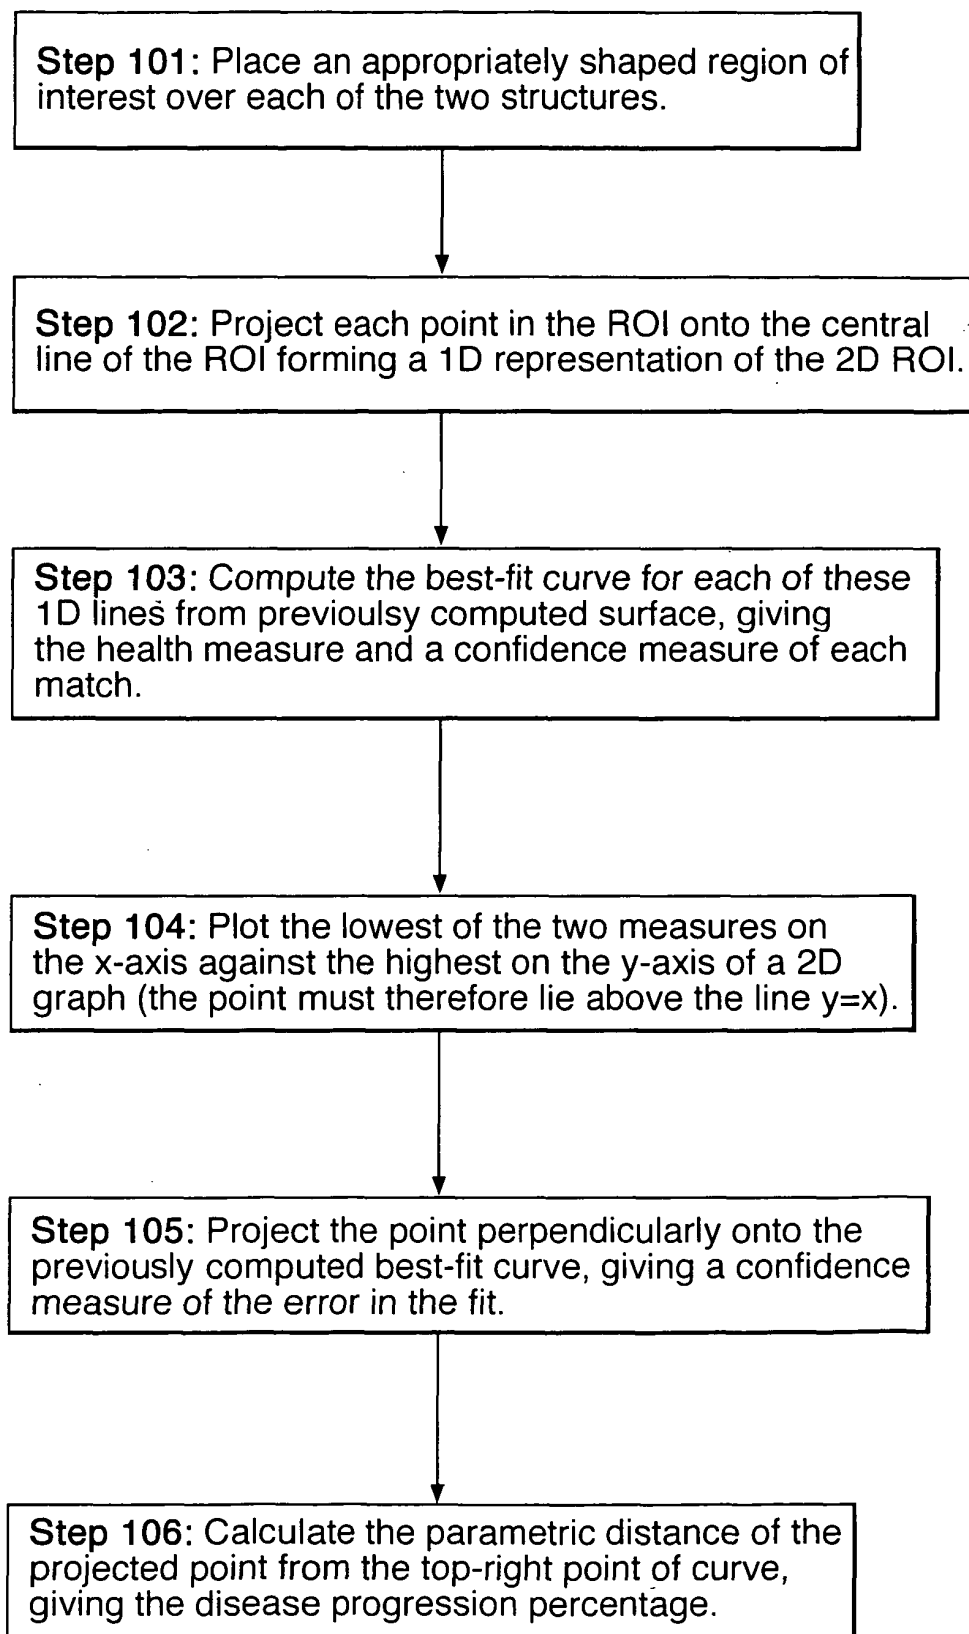 Step 101: Place an appropriately shaped region of
interest over each of the two structures.
Step 102: Project each point in the ROI onto the central
line of the ROI forming a 1D representation of the 2D ROI.
Step 103: Compute the best-fit curve for each of these
1D lines from previoulsy computed surface, giving
the health measure and a confidence measure of each
match.
Step 104: Plot the lowest of the two measures on
the x-axis against the highest on the y-axis of a 2D
graph (the point must therefore lie above the line y=x).
Step 105: Project the point perpendicularly onto the
previously computed best-fit curve, giving a confidence
measure of the error in the fit.
Step 106: Calculate the parametric distance of the
projected point from the top-right point of curve,
giving the disease progression percentage.